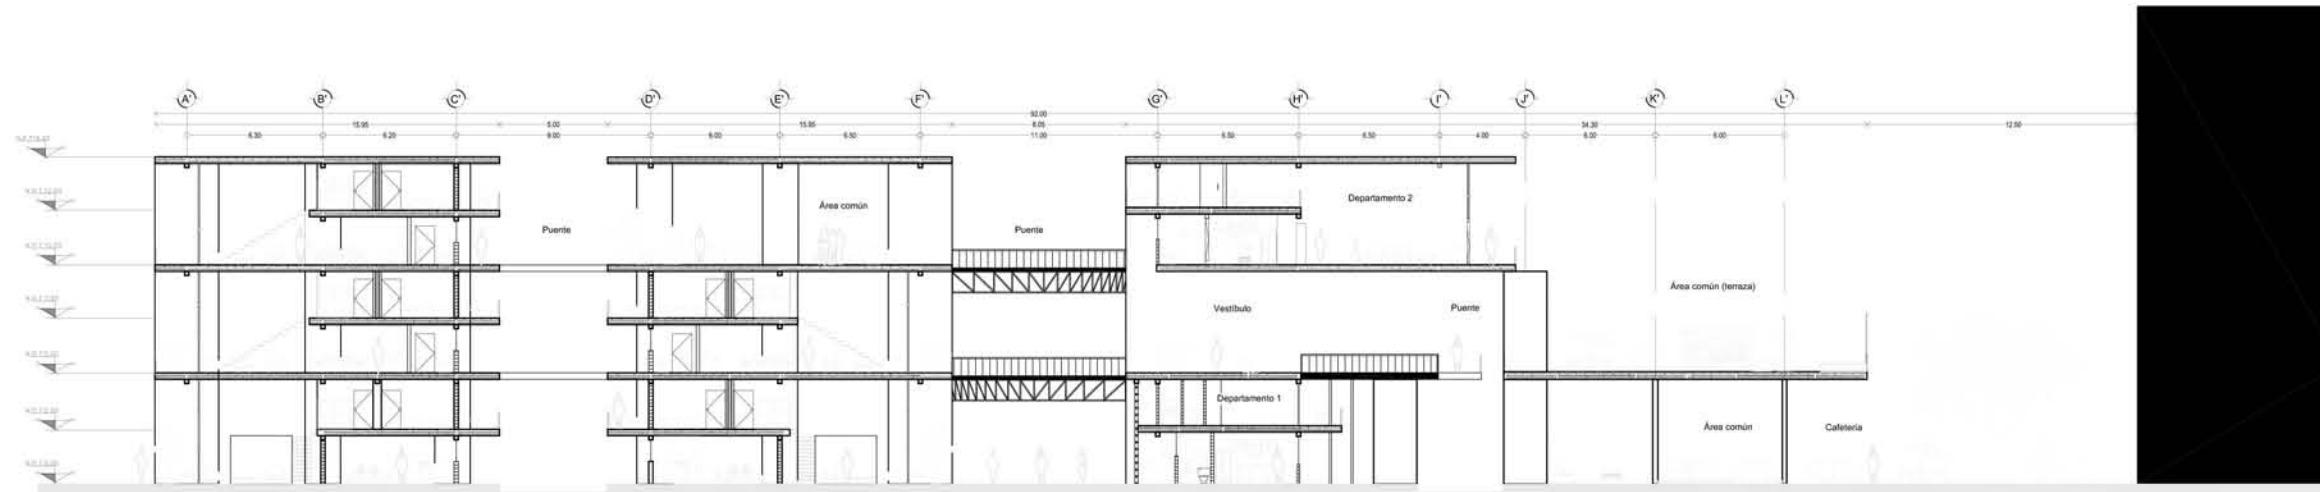 A' B' C' D' E' F' G' H' I' J' K' L'
92.00
15.95 5.00 15.95 8.05 34.30 12.50
6.30 6.20 9.00 6.00 6.50 11.00 6.50 6.50 4.00 6.00 6.00
Departamento 2
Área común
Puente
Puente
Área común (terraza)
Vestíbulo
Puente
Departamento 1
Área común
Cafetería